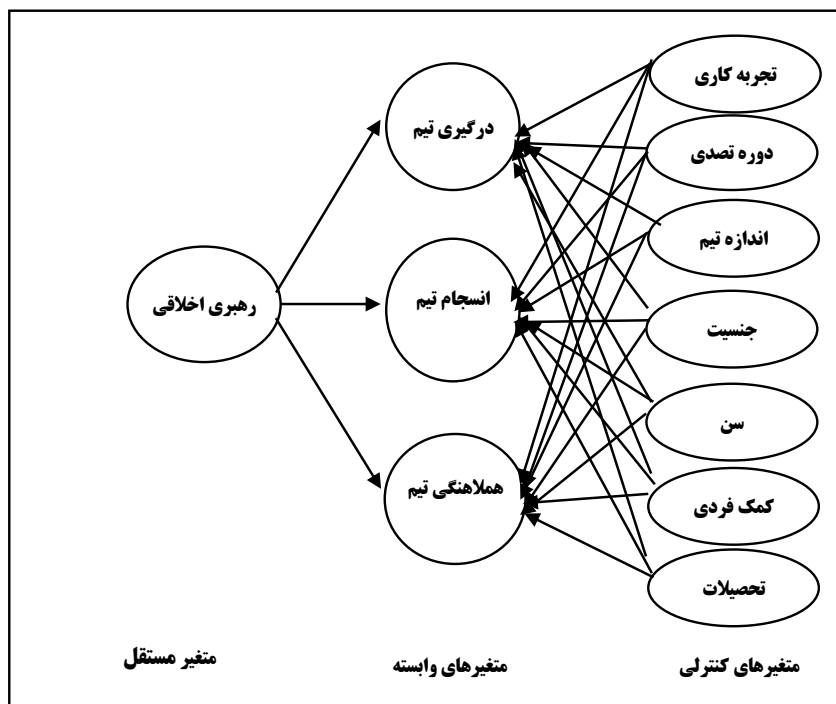 تجربه کاری
درگیری تیم
دوره تصدی
اندازه تیم
رهبری اخلاقی
انسجام تیم
جنسیت
سن
هملاهنگی تیم
کمک فردی
تحصیلات
متغیرهای کنترلی
متغیرهای وابسته
متغیر مستقل